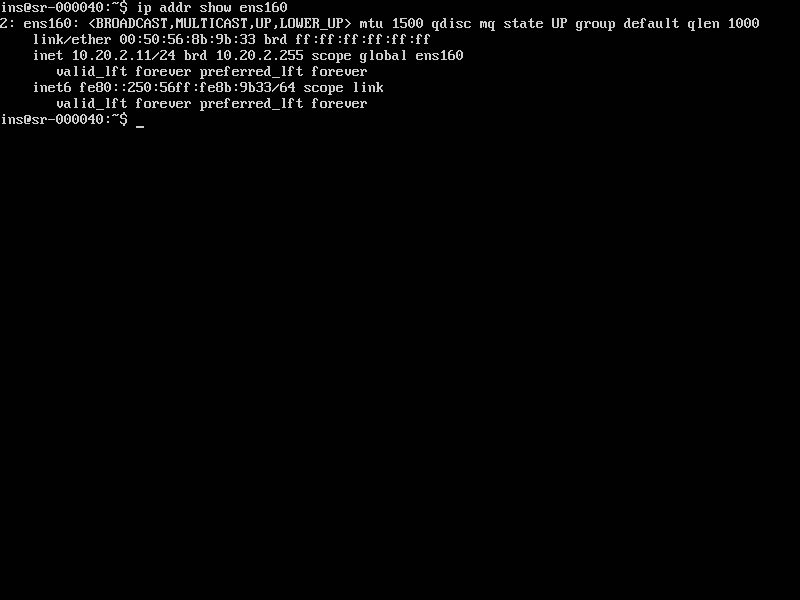 ins@sr-000040:~$ ip addr show ens160
2: ens160: <BROADCAST,MULTICAST,UP,LOWER_UP> mtu 1500 qdisc mq state UP group default qlen 1000
    link/ether 00:50:56:8b:9b:33 brd ff:ff:ff:ff:ff:ff
    inet 10.20.2.11/24 brd 10.20.2.255 scope global ens160
       valid_lft forever preferred_lft forever
    inet6 fe80::250:56ff:fe8b:9b33/64 scope link
       valid_lft forever preferred_lft forever
ins@sr-000040:~$ _